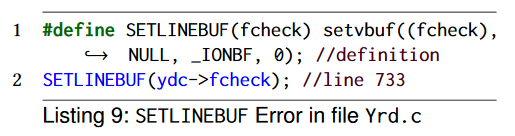 1 #define SETLINEBUF(fcheck) setvbuf((fcheck),
↪ NULL, _IONBF, 0); //definition
2 SETLINEBUF(ydc->fcheck); //line 733
Listing 9: SETLINEBUF Error in file Yrd.c